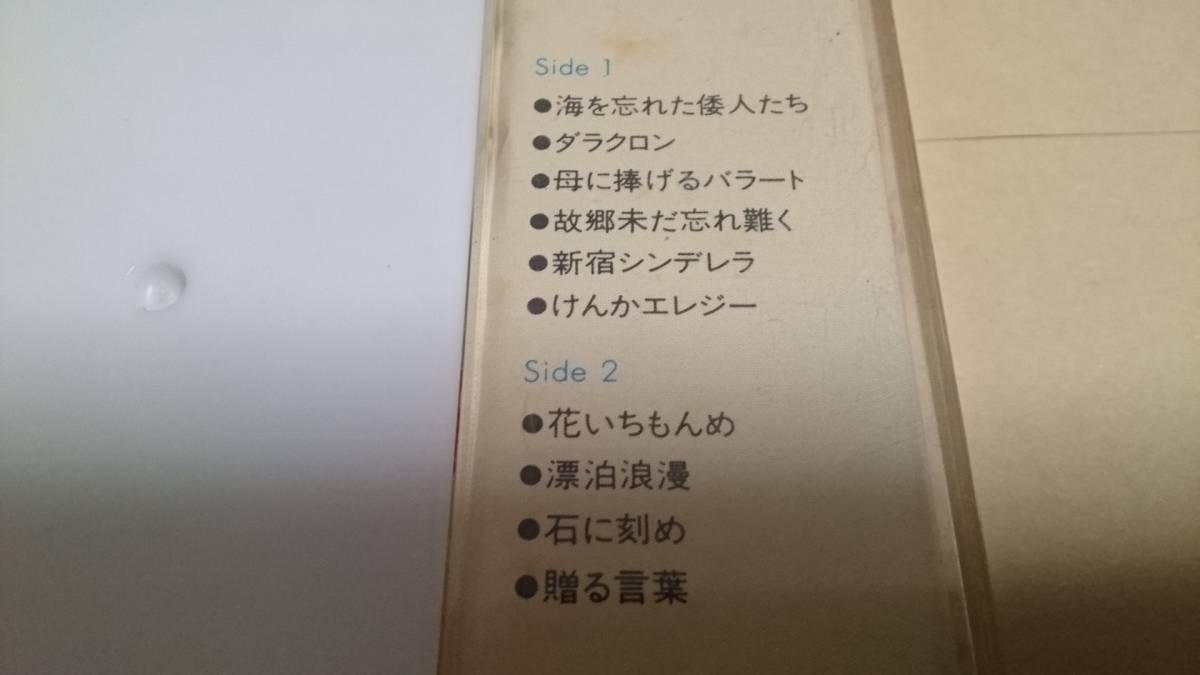 Side 1
●海を忘れた倭人たち
●ダラクロン
●母に捧げるバラート
●故郷未だ忘れ難く
●新宿シンデレラ
●けんかエレジー
Side 2
●花いちもんめ
●漂泊浪漫
●石に刻め
●贈る言葉